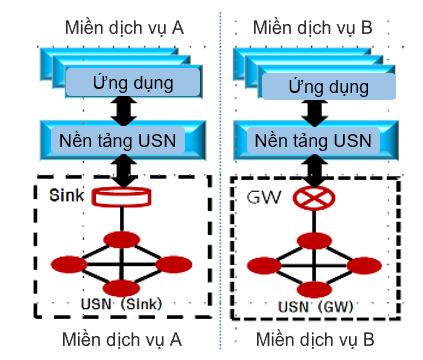 Miền dịch vụ A
Miền dịch vụ B
Ứng dụng
Ứng dụng
Nền tảng USN
Nền tảng USN
Sink
GW
USN (Sink)
USN (GW)
Miền dịch vụ A
Miền dịch vụ B